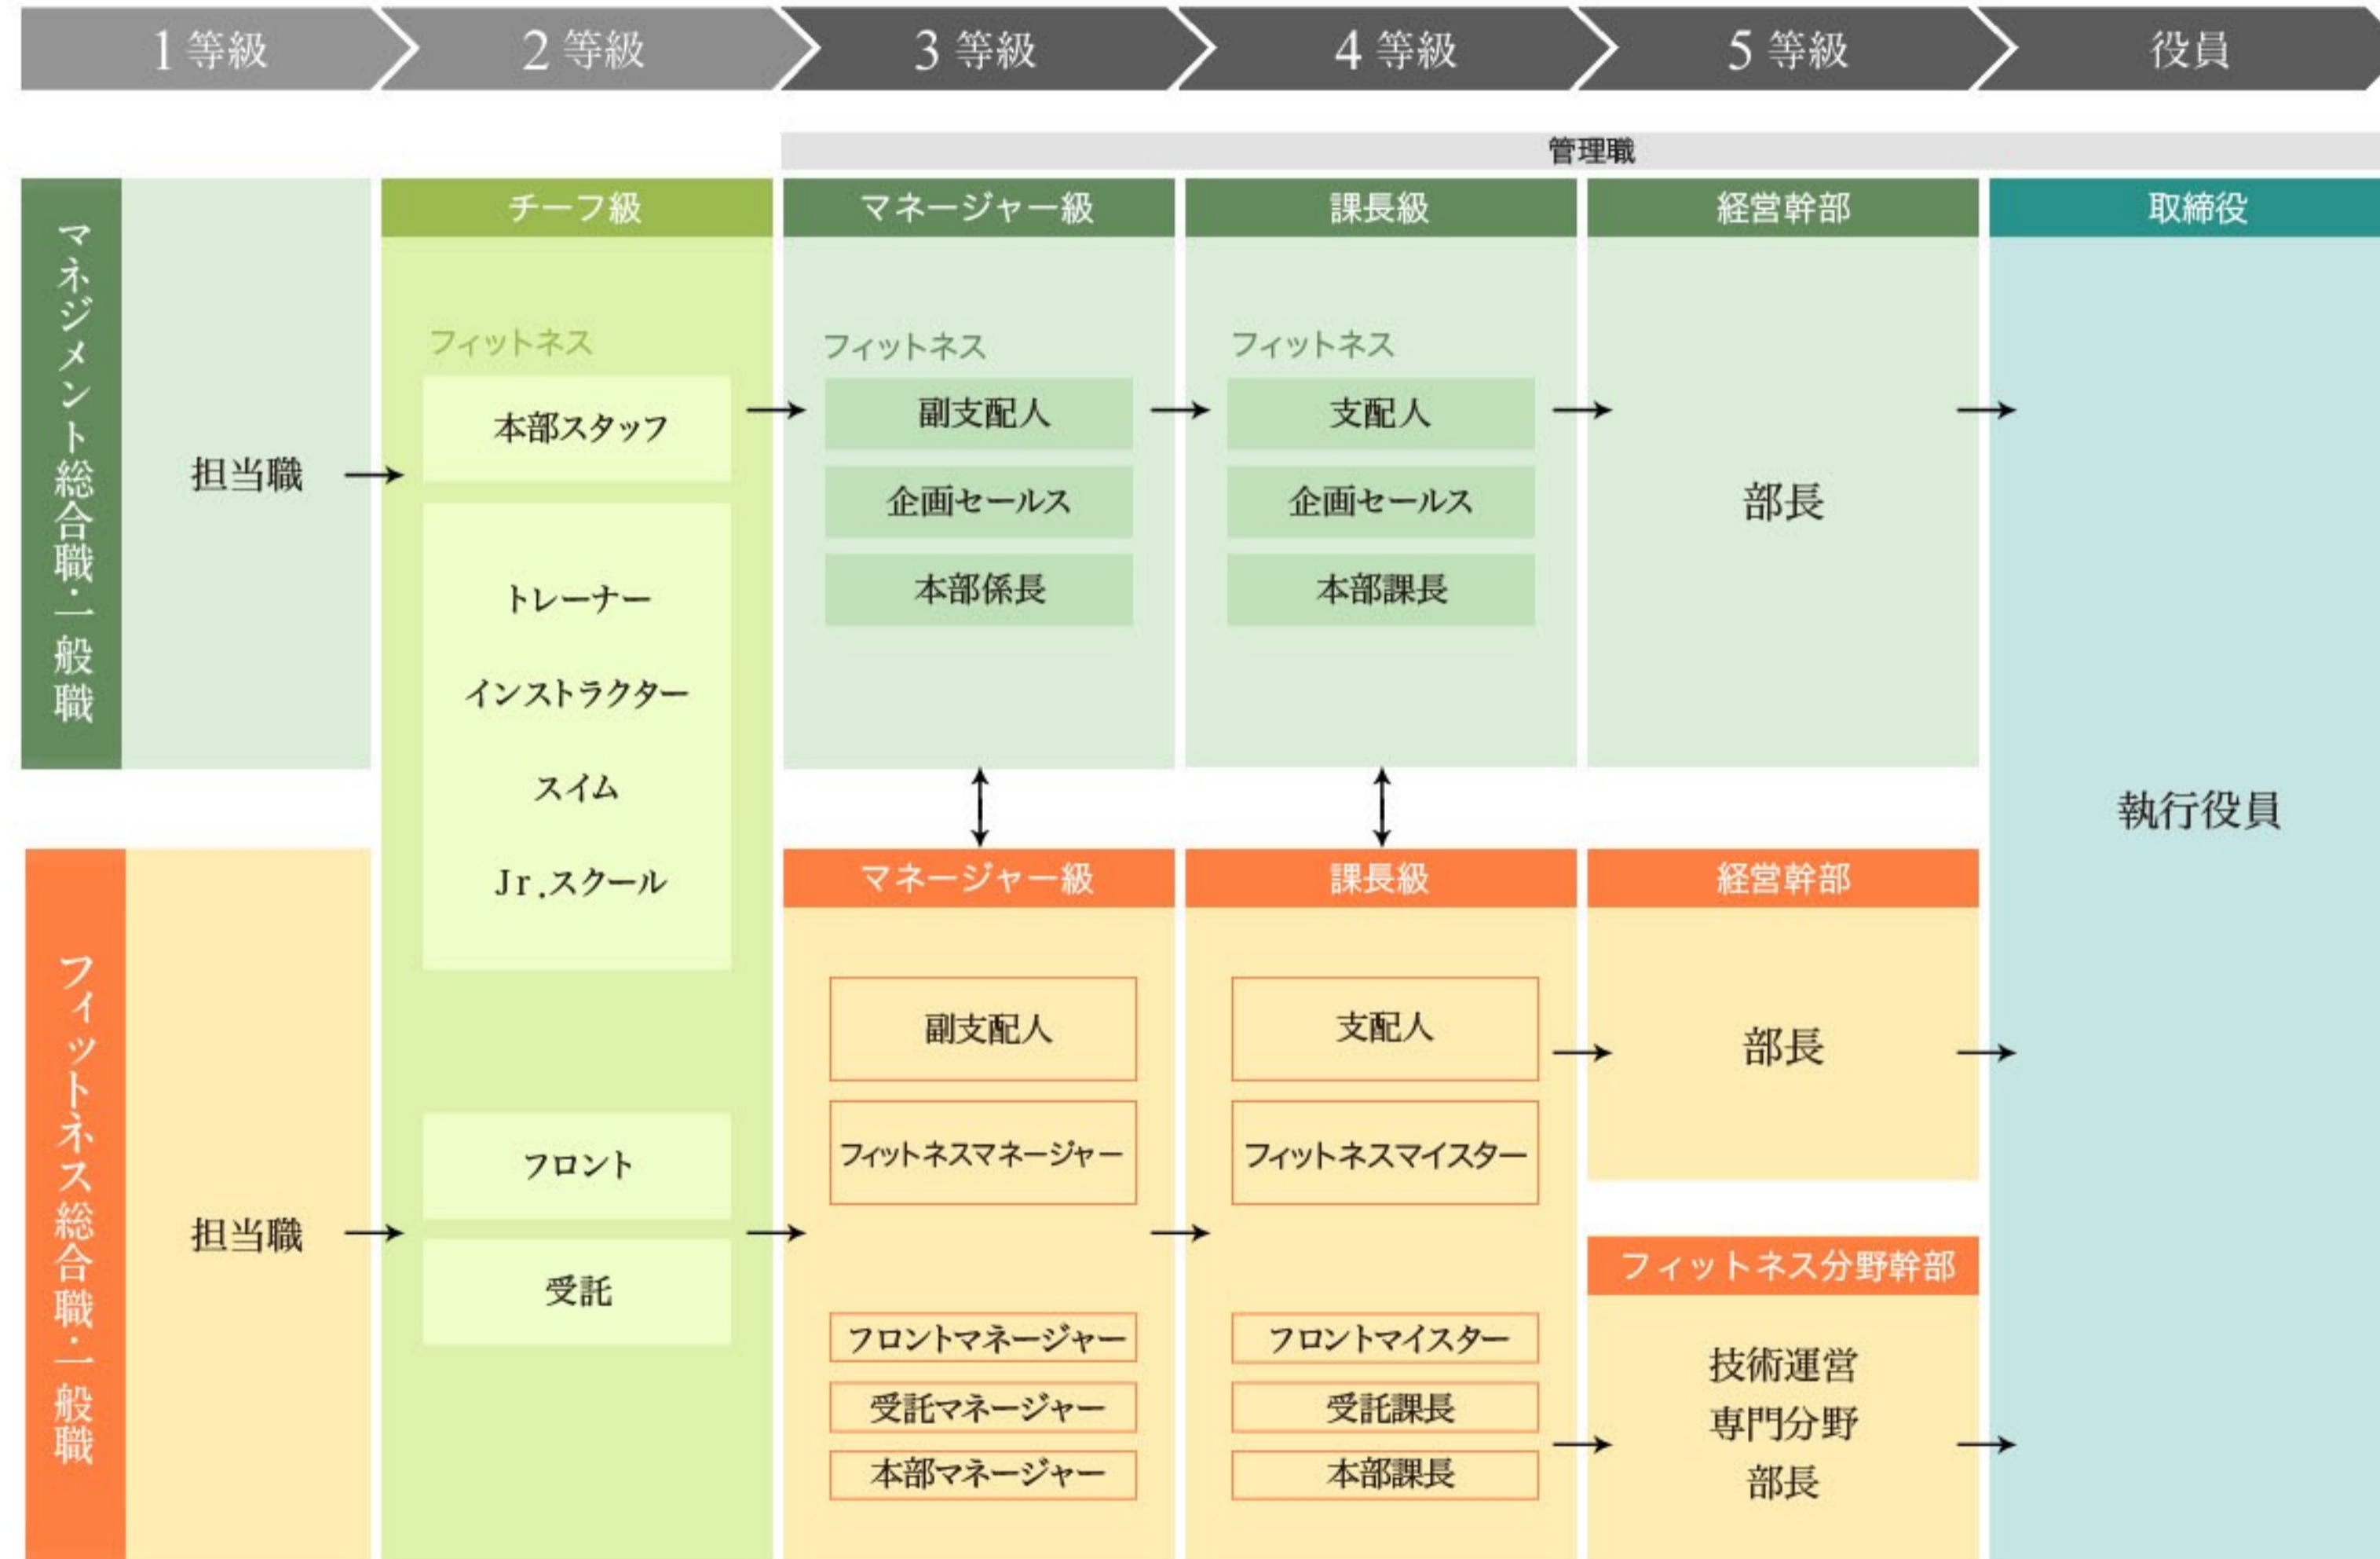 1 等級
2 等級
3 等級
4 等級
5 等級
役員
管理職
マネジメント総合職・一般職
担当職
チーフ級
フィットネス
本部スタッフ
トレーナー
インストラクター
スイム
Jr.スクール
フロント
受託
マネージャー級
フィットネス
副支配人
企画セールス
本部係長
課長級
フィットネス
支配人
企画セールス
本部課長
経営幹部
部長
取締役
執行役員
フィットネス総合職・一般職
担当職
マネージャー級
副支配人
フィットネスマネージャー
フロントマネージャー
受託マネージャー
本部マネージャー
課長級
支配人
フィットネスマイスター
フロントマイスター
受託課長
本部課長
経営幹部
部長
フィットネス分野幹部
技術運営
専門分野
部長